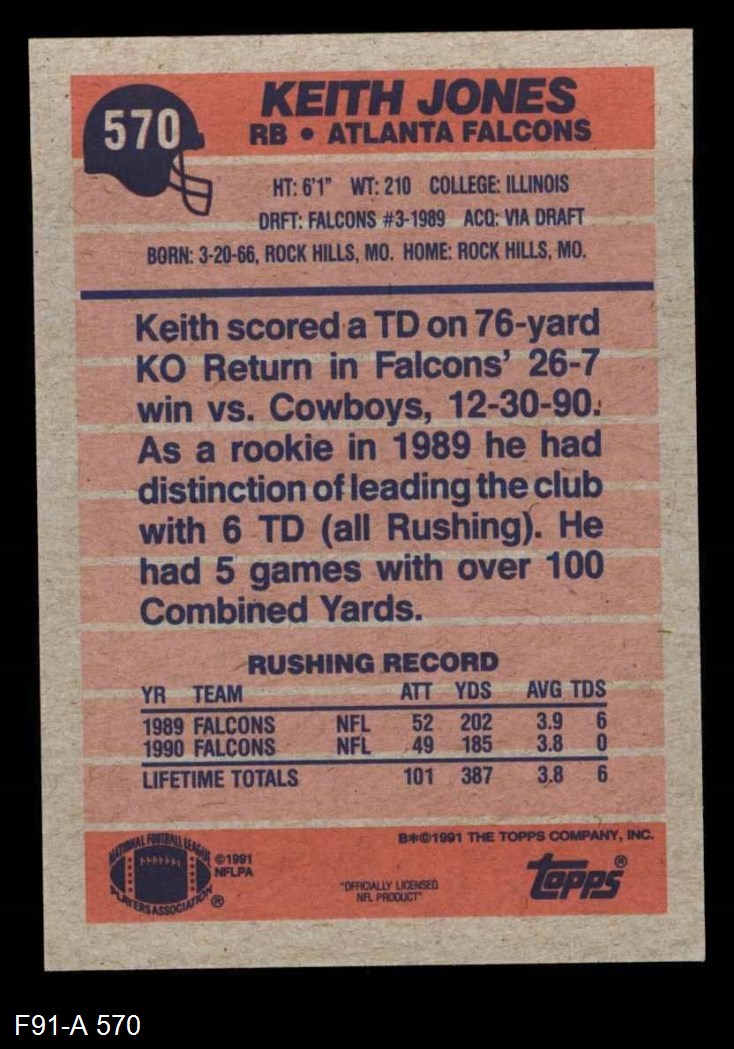 570
KEITH JONES
RB • ATLANTA FALCONS
HT: 6'1" WT: 210 COLLEGE: ILLINOIS
DRFT: FALCONS #3-1989 ACQ: VIA DRAFT
BORN: 3-20-66, ROCK HILLS, MO. HOME: ROCK HILLS, MO.
Keith scored a TD on 76-yard
KO Return in Falcons' 26-7
win vs. Cowboys, 12-30-90.
As a rookie in 1989 he had
distinction of leading the club
with 6 TD (all Rushing). He
had 5 games with over 100
Combined Yards.
RUSHING RECORD
YR TEAM ATT YDS AVG TDS
1989 FALCONS NFL 52 202 3.9 6
1990 FALCONS NFL 49 185 3.8 0
LIFETIME TOTALS 101 387 3.8 6
B*©1991 THE TOPPS COMPANY, INC.
NATIONAL FOOTBALL LEAGUE
PLAYERS ASSOCIATION ®
©1991
NFLPA
"OFFICIALLY LICENSED
NFL PRODUCT"
topps®
F91-A 570